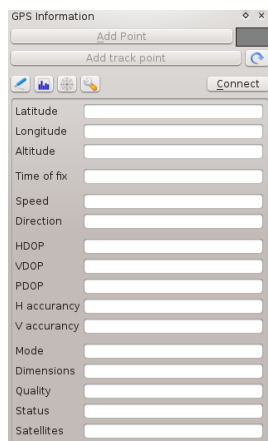 GPS Information
Add Point
Add track point
Connect
Latitude
Longitude
Altitude
Time of fix
Speed
Direction
HDOP
VDOP
PDOP
H accurancy
V accurancy
Mode
Dimensions
Quality
Status
Satellites